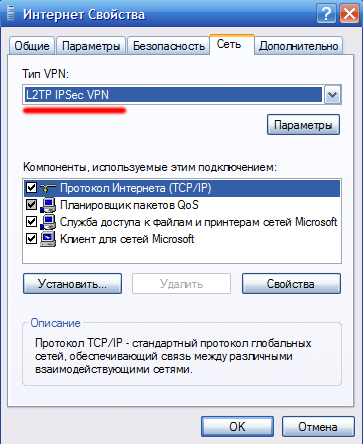 Интернет Свойства
Общие Параметры Безопасность Сеть Дополнительно
Тип VPN:
L2TP IPSec VPN
Параметры
Компоненты, используемые этим подключением:
Протокол Интернета (TCP/IP)
Планировщик пакетов QoS
Служба доступа к файлам и принтерам сетей Microsoft
Клиент для сетей Microsoft
Установить... Удалить Свойства
Описание
Протокол TCP/IP - стандартный протокол глобальных
сетей, обеспечивающий связь между различными
взаимодействующими сетями.
OK Отмена